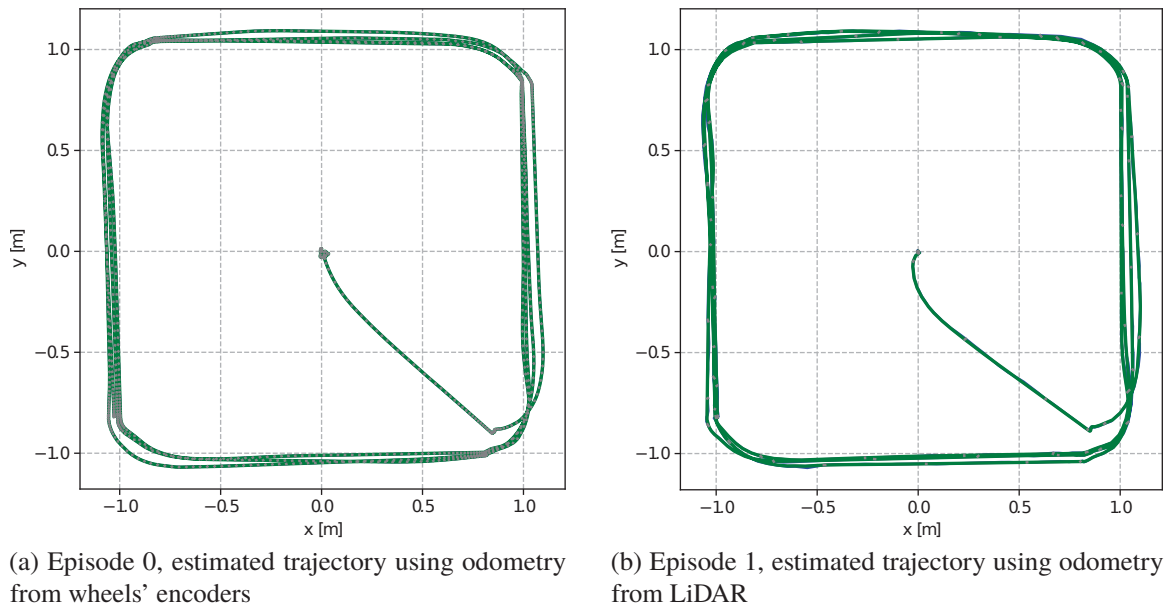 1.0
0.5
0.0
−0.5
−1.0
y [m]
−1.0 −0.5 0.0 0.5 1.0
x [m]
(a) Episode 0, estimated trajectory using odometry
from wheels’ encoders
1.0
0.5
0.0
−0.5
−1.0
y [m]
−1.0 −0.5 0.0 0.5 1.0
x [m]
(b) Episode 1, estimated trajectory using odometry
from LiDAR